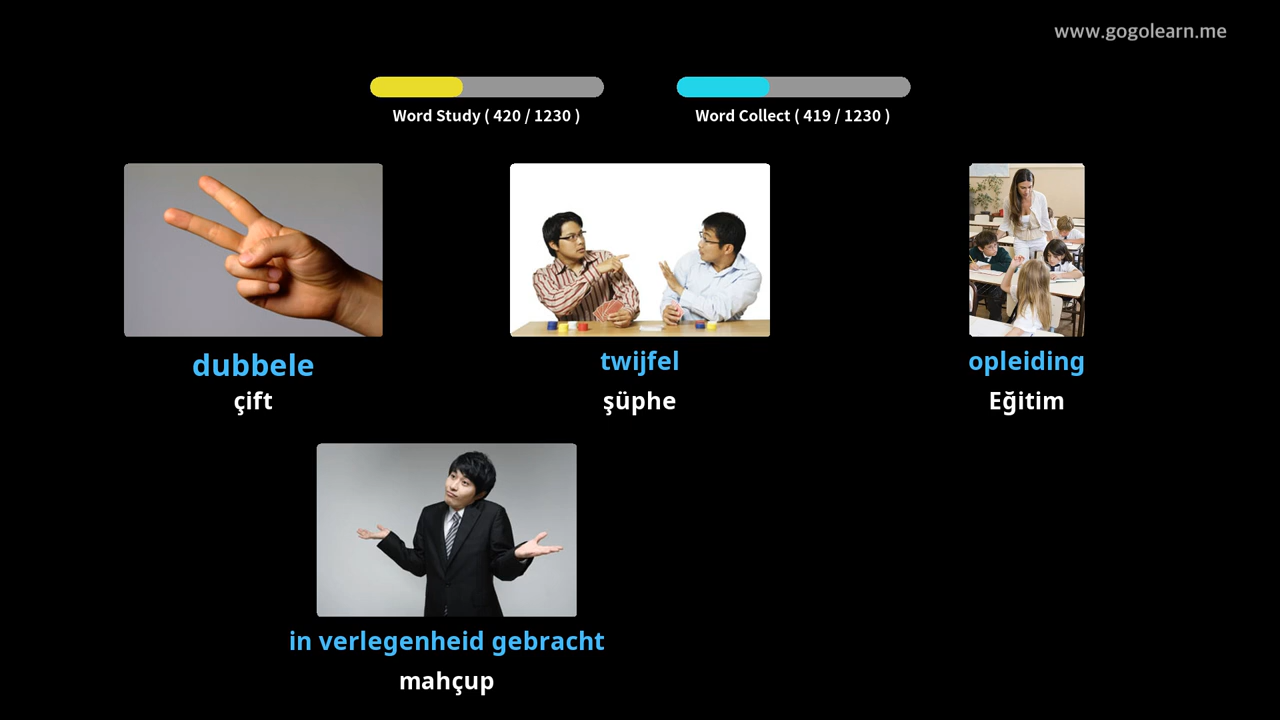 www.gogolearn.me
Word Study ( 420 / 1230 )
Word Collect ( 419 / 1230 )
dubbele
çift
twijfel
şüphe
opleiding
Eğitim
in verlegenheid gebracht
mahçup